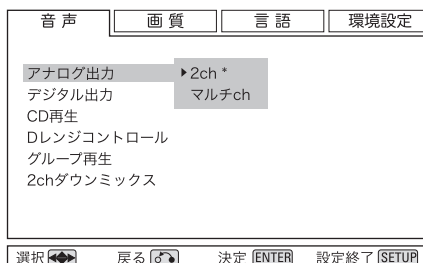 音声 画質 言語 環境設定
アナログ出力 ▶2ch *
デジタル出力 マルチch
CD再生
Dレンジコントロール
グループ再生
2chダウンミックス
選択 戻る 決定 ENTER 設定終了 SETUP